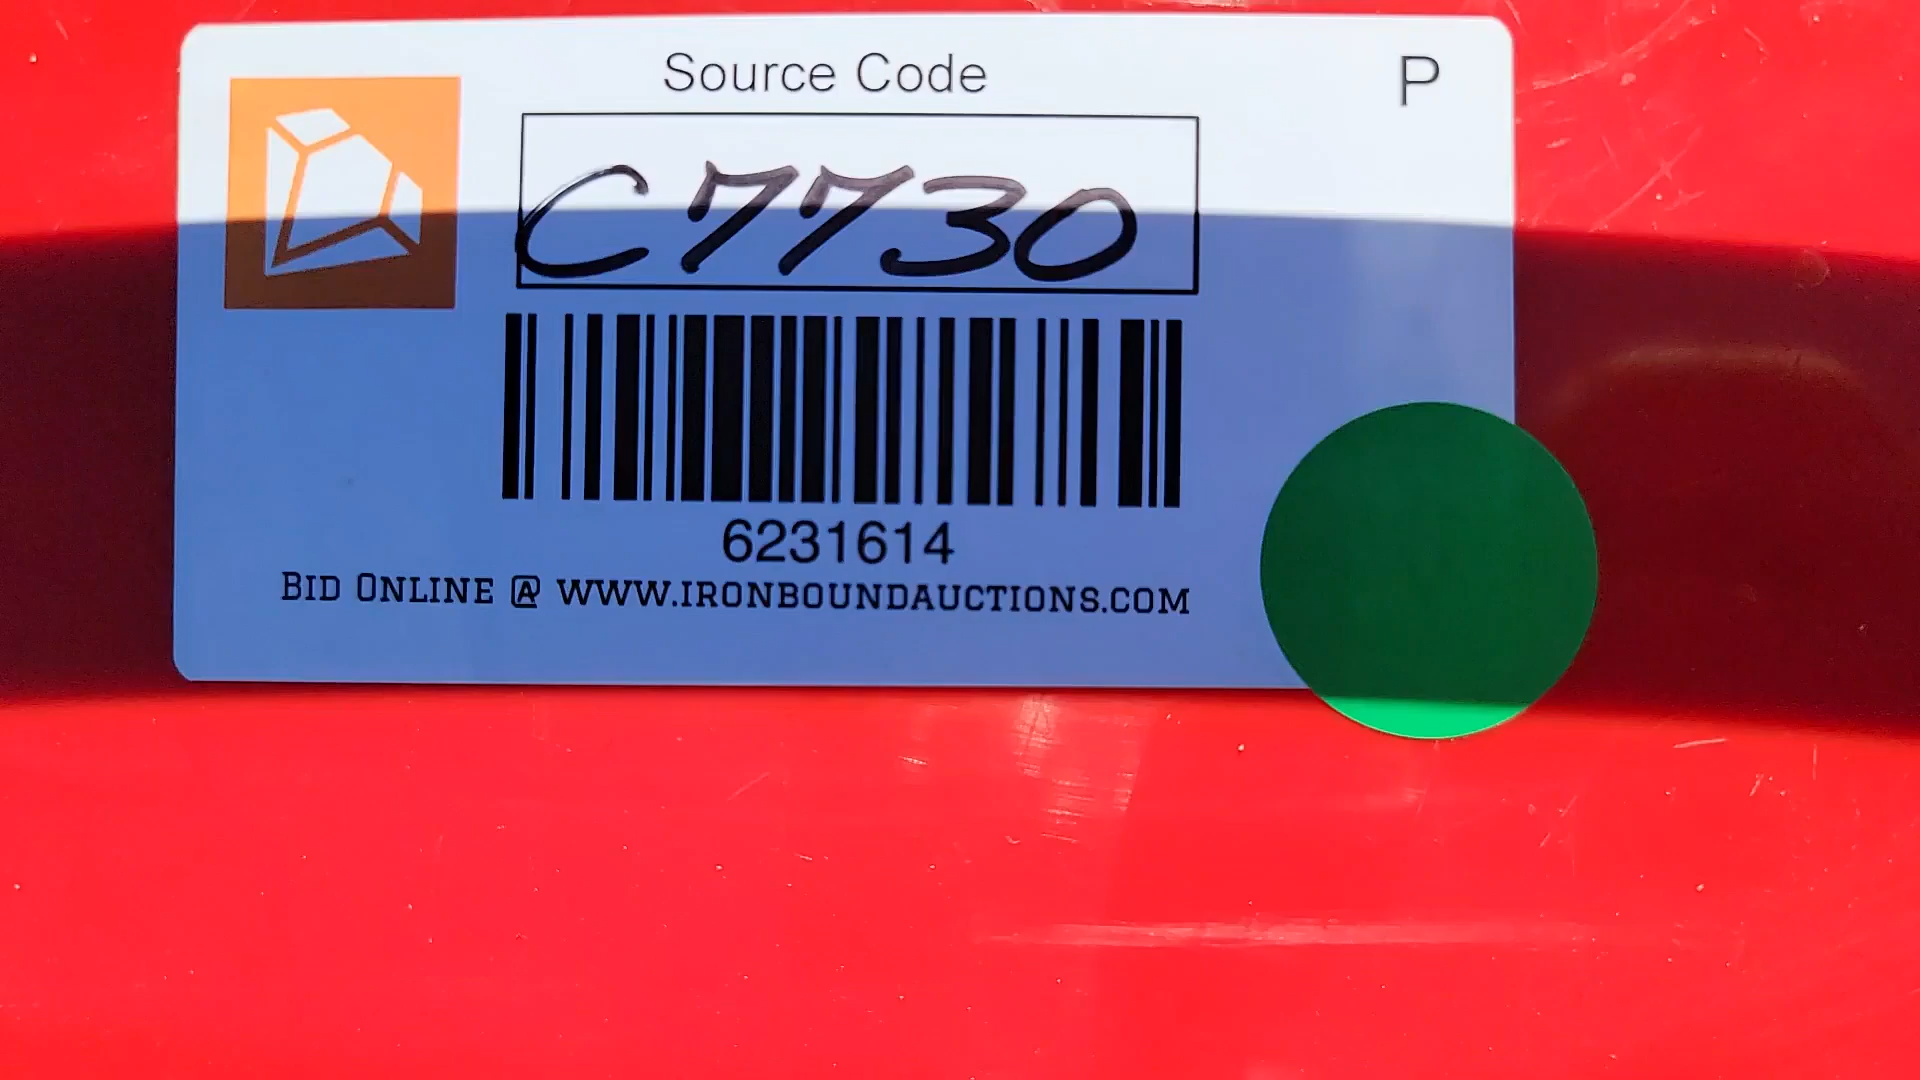 Source Code
P
C7730
6231614
BID ONLINE @ WWW.IRONBOUNDAUCTIONS.COM